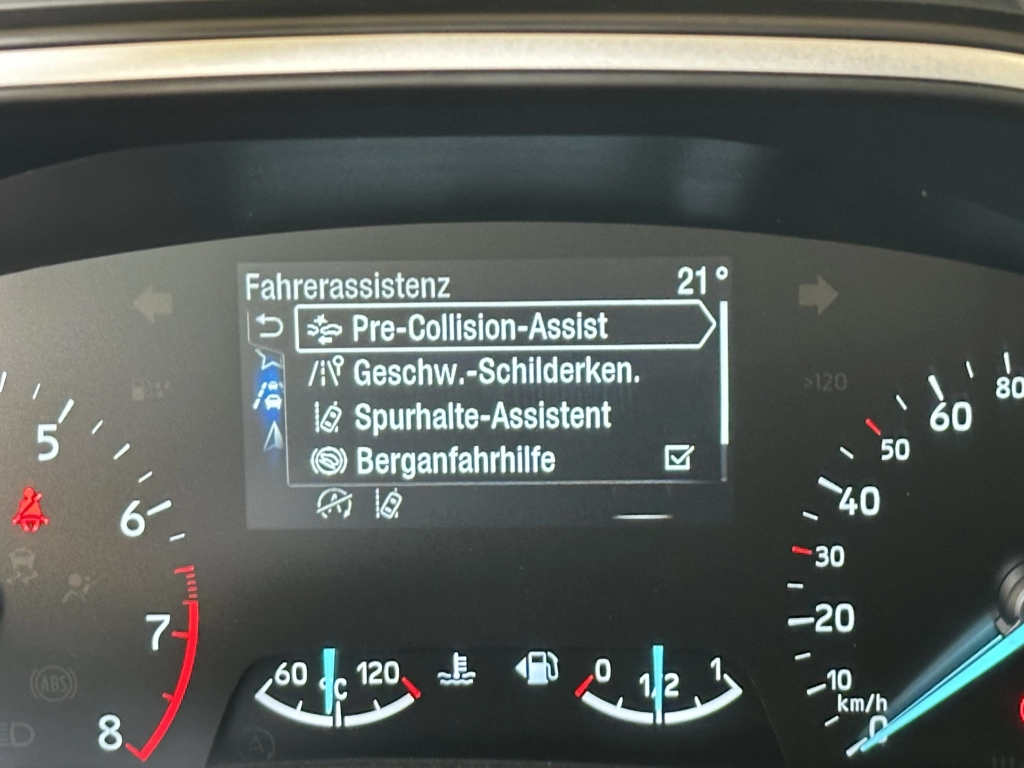 Fahrerassistenz 21°
Pre-Collision-Assist
Geschw.-Schilderken.
Spurhalte-Assistent
Berganfahrhilfe
5
6
7
8
ABS
60 °C 120
0 1/2 1
>120
80
60
50
40
30
20
10
km/h
0
A